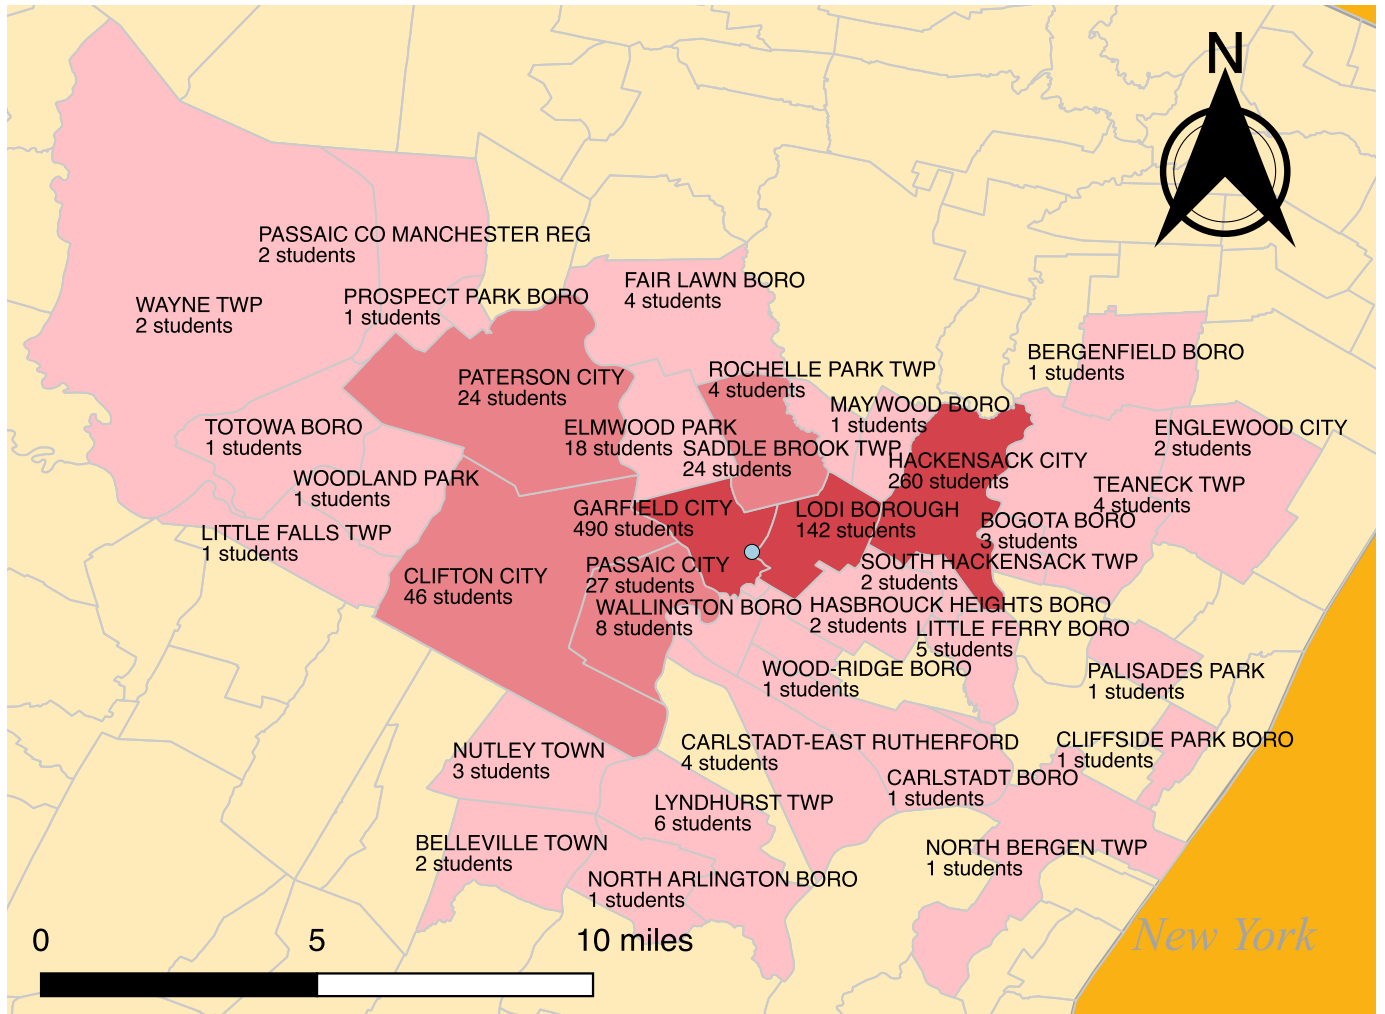 N
PASSAIC CO MANCHESTER REG
2 students
FAIR LAWN BORO
4 students
WAYNE TWP
2 students
PROSPECT PARK BORO
1 students
BERGENFIELD BORO
1 students
ROCHELLE PARK TWP
4 students
PATERSON CITY
24 students
MAYWOOD BORO
1 students
TOTOWA BORO
1 students
ELMWOOD PARK
18 students
ENGLEWOOD CITY
2 students
SADDLE BROOK TWP
24 students
HACKENSACK CITY
260 students
WOODLAND PARK
1 students
TEANECK TWP
4 students
GARFIELD CITY
490 students
LODI BOROUGH
142 students
BOGOTA BORO
3 students
LITTLE FALLS TWP
1 students
SOUTH HACKENSACK TWP
2 students
PASSAIC CITY
27 students
CLIFTON CITY
46 students
WALLINGTON BORO
8 students
HASBROUCK HEIGHTS BORO
2 students
LITTLE FERRY BORO
5 students
WOOD-RIDGE BORO
1 students
PALISADES PARK
1 students
CARLSTADT-EAST RUTHERFORD
4 students
CLIFFSIDE PARK BORO
1 students
NUTLEY TOWN
3 students
CARLSTADT BORO
1 students
LYNDHURST TWP
6 students
BELLEVILLE TOWN
2 students
NORTH BERGEN TWP
1 students
NORTH ARLINGTON BORO
1 students
New York
0 5 10 miles